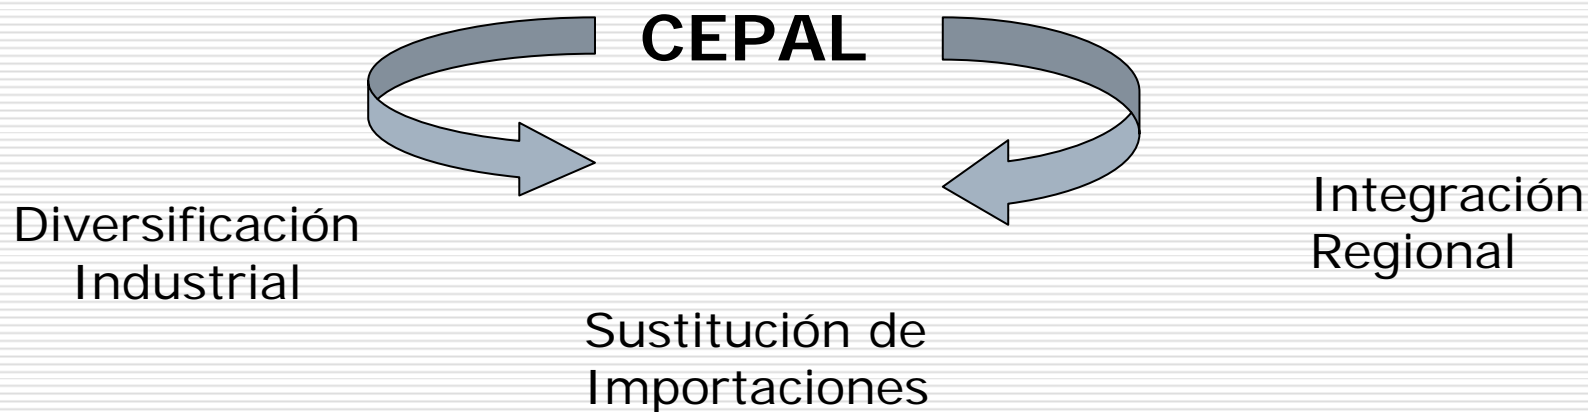 CEPAL
Diversificación
Industrial
Integración
Regional
Sustitución de
Importaciones